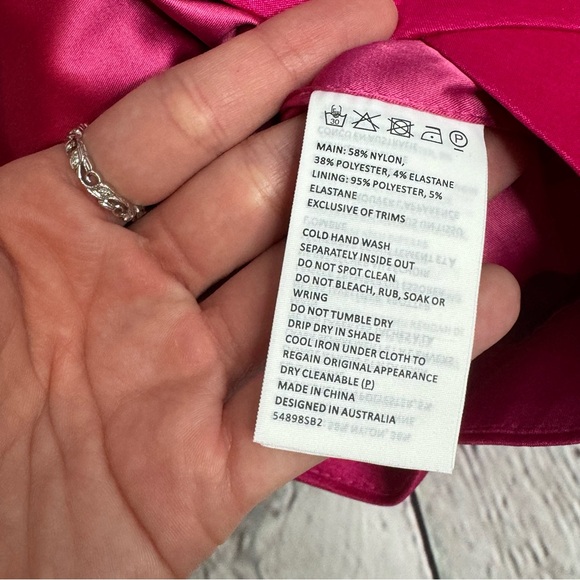 30
P
MAIN: 58% NYLON,
38% POLYESTER, 4% ELASTANE
LINING: 95% POLYESTER, 5%
ELASTANE
EXCLUSIVE OF TRIMS
COLD HAND WASH
SEPARATELY INSIDE OUT
DO NOT SPOT CLEAN
DO NOT BLEACH, RUB, SOAK OR
WRING
DO NOT TUMBLE DRY
DRIP DRY IN SHADE
COOL IRON UNDER CLOTH TO
REGAIN ORIGINAL APPEARANCE
DRY CLEANABLE (P)
MADE IN CHINA
DESIGNED IN AUSTRALIA
54898SB2